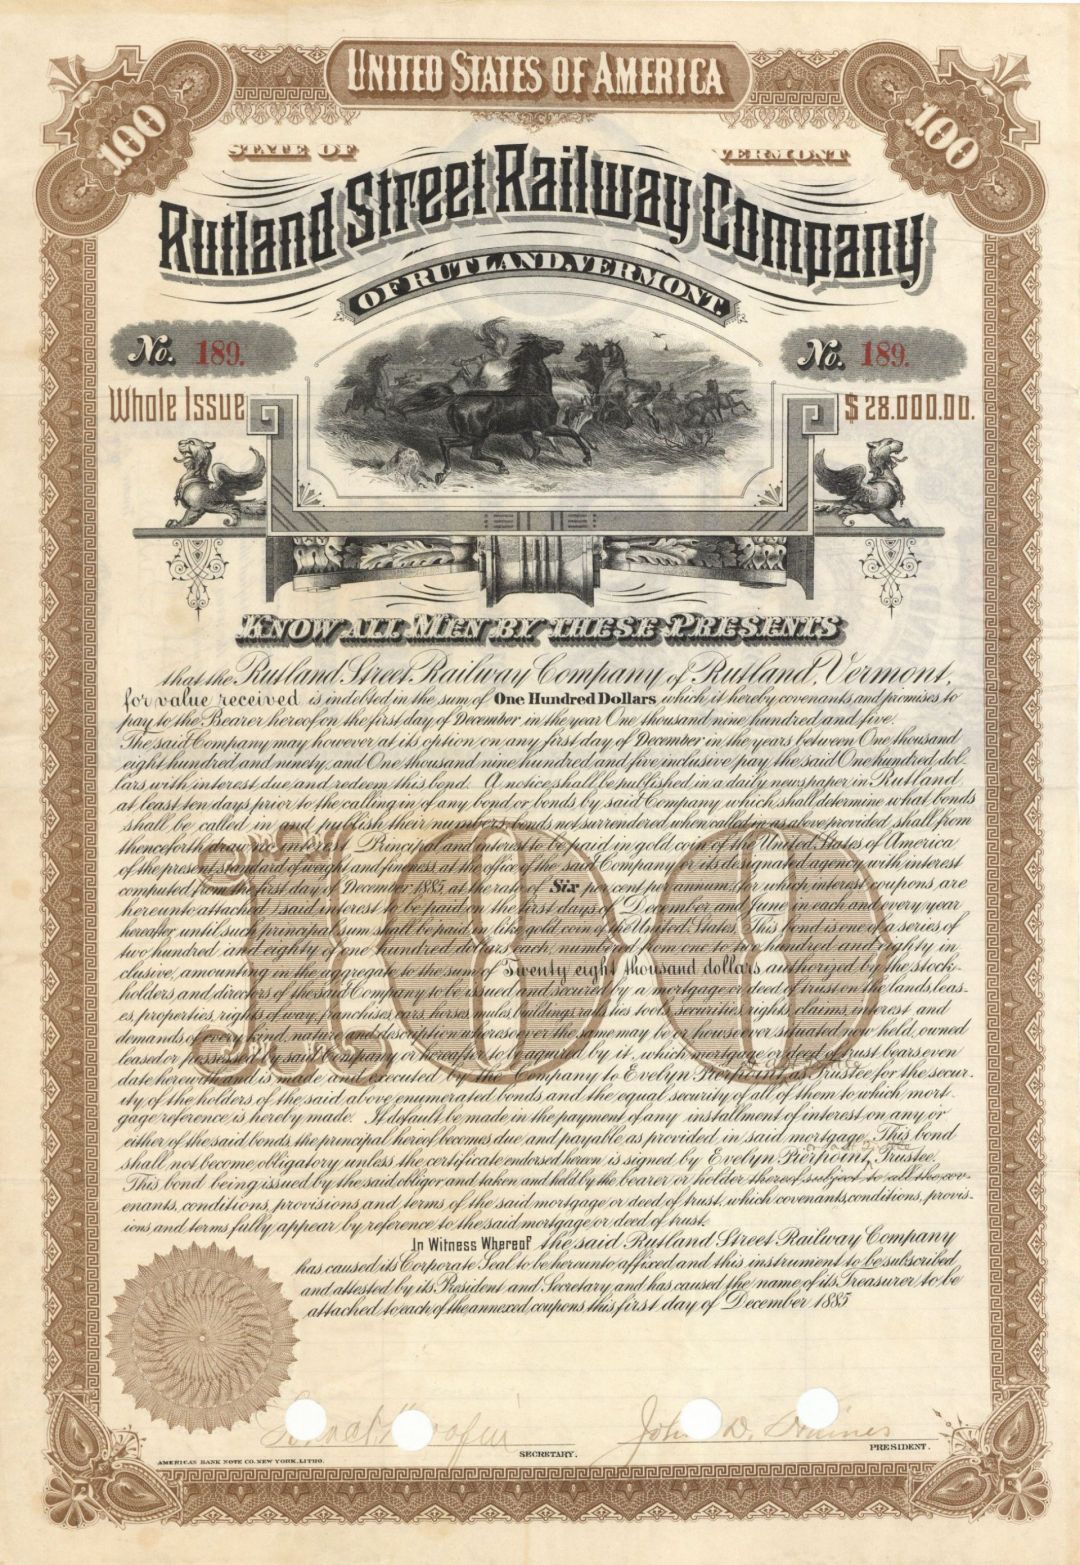 UNITED STATES OF AMERICA
100 100
STATE OF VERMONT
Rutland Street Railway Company
OF RUTLAND, VERMONT.
No. 189. No. 189.
Whole Issue $28.000.00.
KNOW ALL MEN BY THESE PRESENTS
that the Rutland Street Railway Company of Rutland, Vermont,
for value received is indebted in the sum of One Hundred Dollars which it hereby covenants and promises to
pay to the Bearer hereof on the first day of December in the year One thousand nine hundred and five.
The said Company may however at its option on any first day of December in the years between One thousand
eight hundred and ninety, and One thousand nine hundred and five inclusive pay the said One hundred dol-
lars with interest due and redeem this bond. A notice shall be published in a daily newspaper in Rutland
at least ten days prior to the calling in of any bond or bonds by said Company which shall determine what bonds
shall be called in and publish their numbers, bonds not surrendered when called in as above provided shall from
thenceforth draw no interest Principal and interest to be paid in gold coin of the United States of America
of the present standard of weight and fineness at the office of the said Company or its designated agency with interest
computed from the first day of December 1885 at the rate of Six per cent per annum, (for which interest coupons are
hereunto attached) said interest to be paid on the first days of December and June in each and every year
hereafter until such principal sum shall be paid in like gold coin of the United States This bond is one of a series of
two hundred and eighty of one hundred dollars each, numbered from one to two hundred and eighty in
clusive, amounting in the aggregate to the sum of Twenty eight thousand dollars authorized by the stock-
holders and directors of the said Company to be issued and secured by a mortgage or deed of trust on the lands, leas-
es, properties, rights of way, franchises, cars, horses, mules, buildings, rails, ties tools, securities, rights, claims, interest and
demands of every kind, nature and description wheresoever the same may be or howsoever situated now held, owned
leased or possessed by said Company or hereafter to be aquired by it, which mortgage or deed of trust bears even
date herewith and is made and executed by the Company to Evelyn Pierpoint, as Trustee for the secur-
ity of the holders of the said above enumerated bonds and the equal security of all of them to which mort-
gage reference is hereby made. If default be made in the payment of any installment of interest on any or
either of the said bonds, the principal hereof becomes due and payable as provided in said mortgage. This bond
shall not become obligatory unless the certificate endorsed hereon is signed by Evelyn Pierpoint, Trustee.
This bond being issued by the said obligor and taken and held by the bearer or holder thereof subject to all the cov-
enants, conditions, provisions, and terms of the said mortgage or deed of trust, which covenants, conditions, provis-
ions and terms fully appear by reference to the said mortgage or deed of trust.
In Witness Whereof the said Rutland Street Railway Company
has caused its Corporate Seal to be hereunto affixed and this instrument to be subscribed
and attested by its President and Secretary and has caused the name of its Treasurer to be
attached to each of the annexed coupons this first day of December 1885
100
John D.
SECRETARY. PRESIDENT.
AMERICAN BANK NOTE CO. NEW YORK. LITHO.